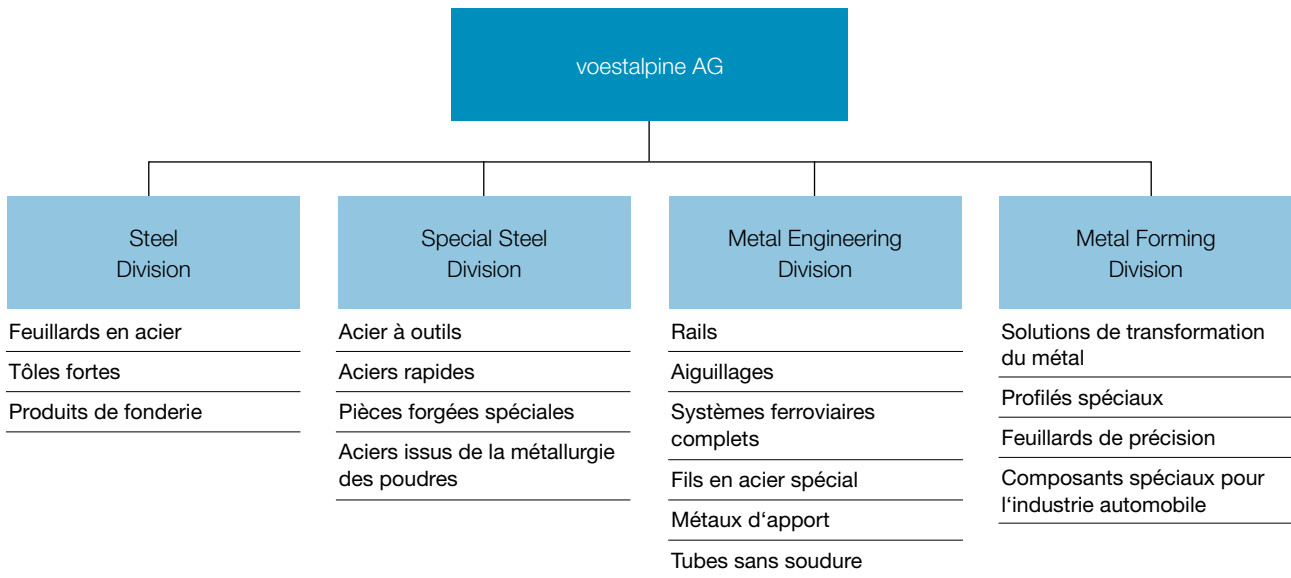 voestalpine AG
Steel
Division
Feuillards en acier
Tôles fortes
Produits de fonderie
Special Steel
Division
Acier à outils
Aciers rapides
Pièces forgées spéciales
Aciers issus de la métallurgie
des poudres
Metal Engineering
Division
Rails
Aiguillages
Systèmes ferroviaires
complets
Fils en acier spécial
Métaux d‘apport
Tubes sans soudure
Metal Forming
Division
Solutions de transformation
du métal
Profilés spéciaux
Feuillards de précision
Composants spéciaux pour
l‘industrie automobile